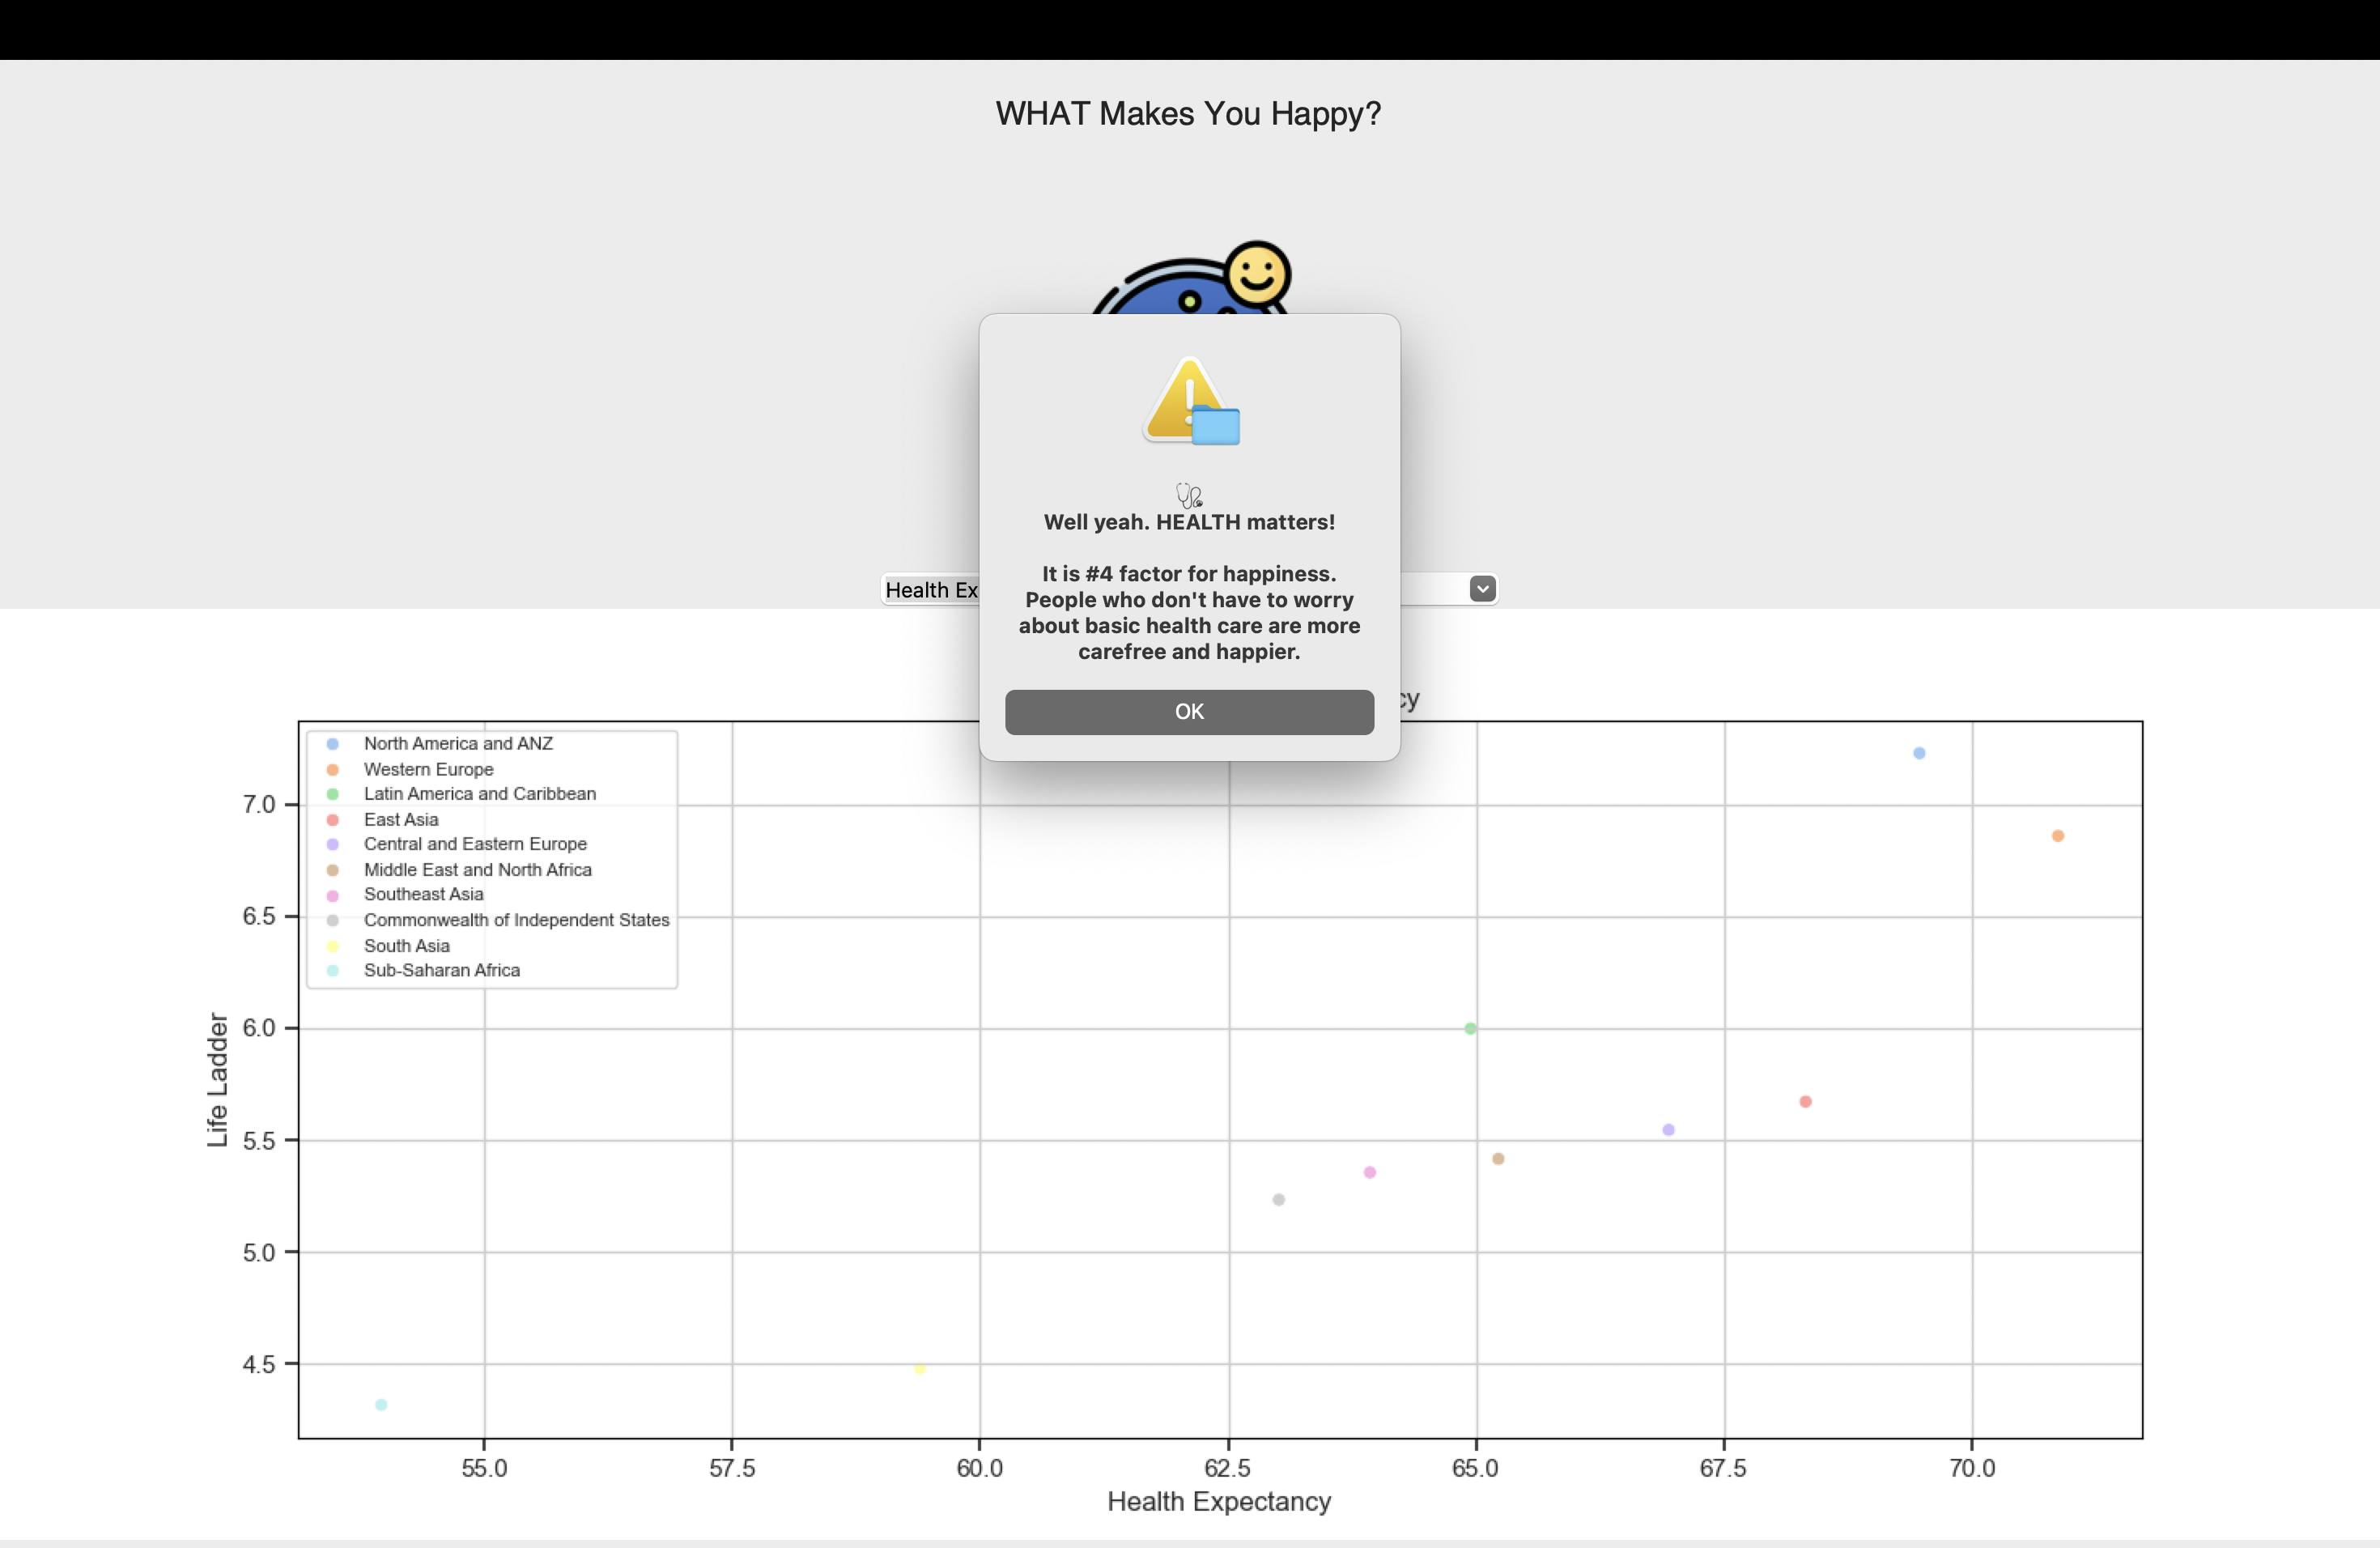 WHAT Makes You Happy?
Well yeah. HEALTH matters!
It is #4 factor for happiness.
People who don't have to worry
about basic health care are more
carefree and happier.
Health Ex
OK
cy
North America and ANZ
Western Europe
Latin America and Caribbean
East Asia
Central and Eastern Europe
Middle East and North Africa
Southeast Asia
Commonwealth of Independent States
South Asia
Sub-Saharan Africa
7.0
6.5
6.0
5.5
5.0
4.5
Life Ladder
55.0 57.5 60.0 62.5 65.0 67.5 70.0
Health Expectancy